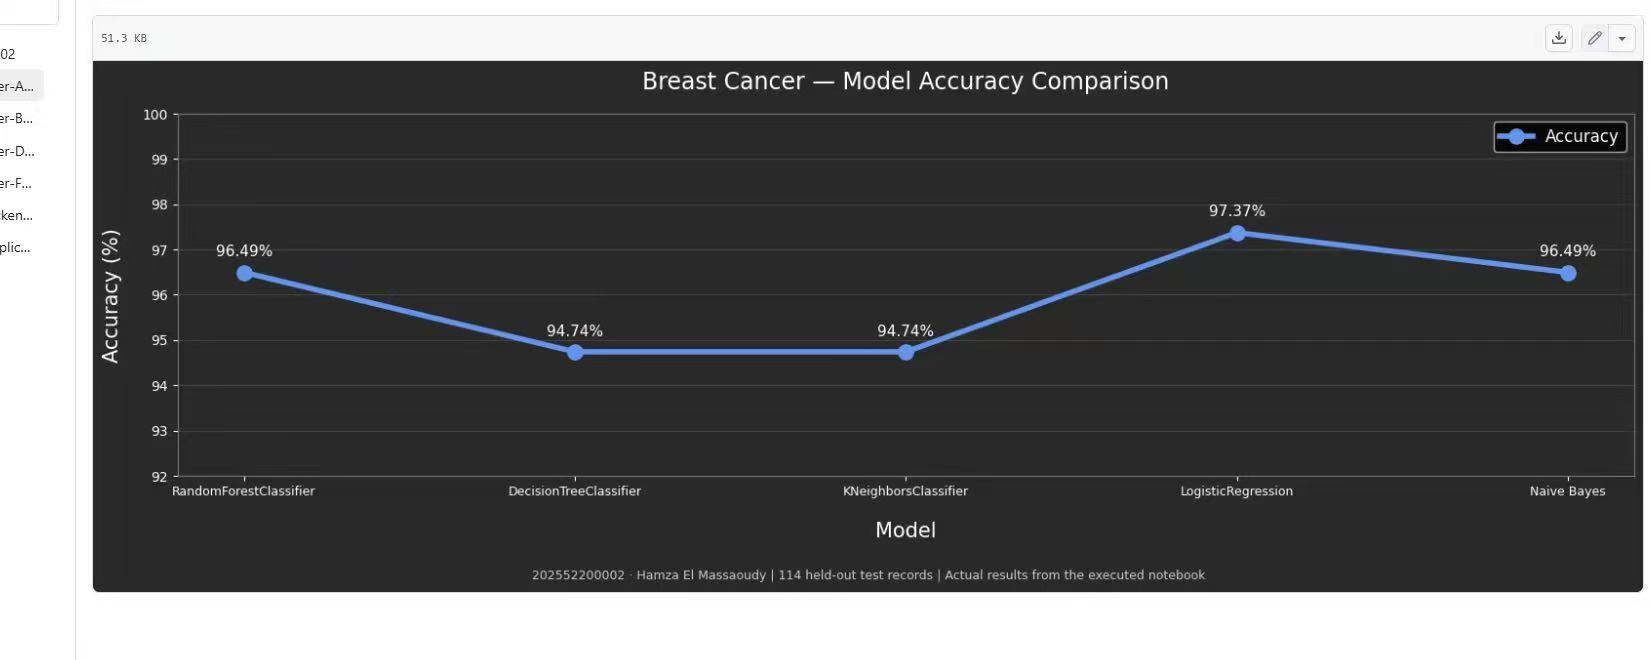 02
er-A...
er-B...
er-D...
er-F...
cken...
plic...
51.3 KB
Breast Cancer — Model Accuracy Comparison
Accuracy
Accuracy (%)
100
99
98
97
96
95
94
93
92
96.49%
94.74%
94.74%
97.37%
96.49%
RandomForestClassifier
DecisionTreeClassifier
KNeighborsClassifier
LogisticRegression
Naive Bayes
Model
202552200002 · Hamza El Massaoudy | 114 held-out test records | Actual results from the executed notebook